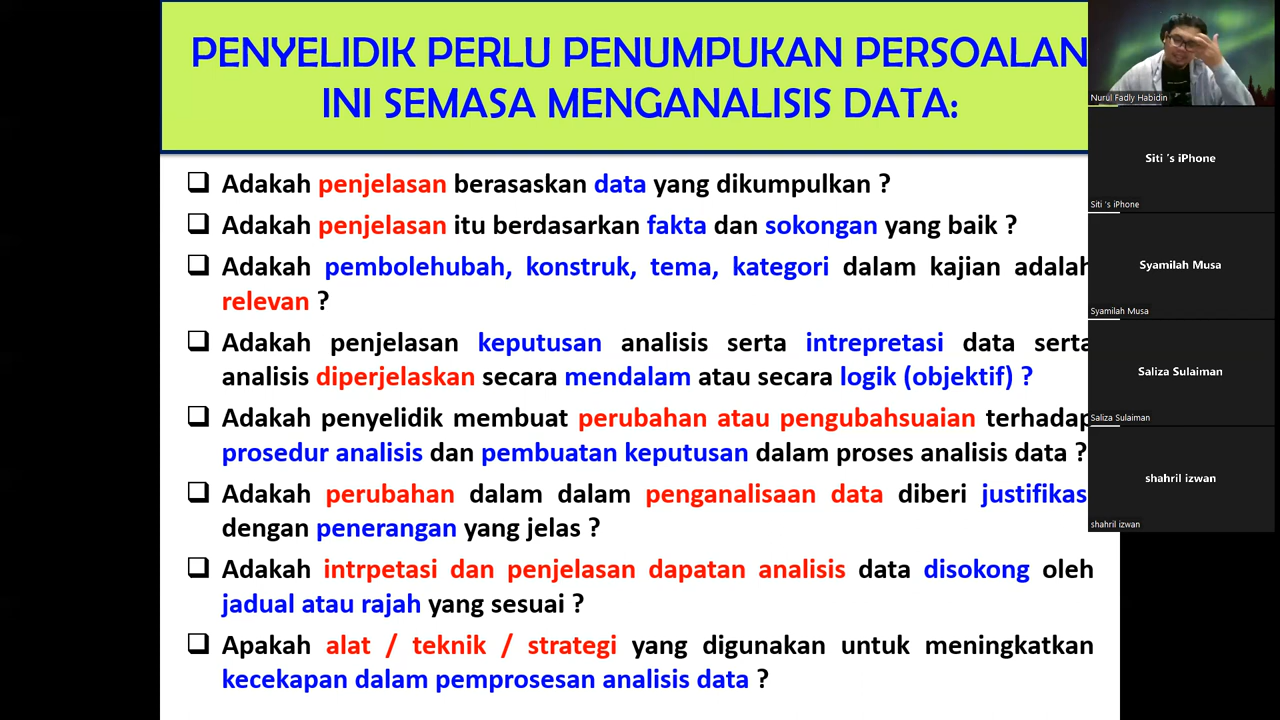 PENYELIDIK PERLU PENUMPUKAN PERSOALAN
INI SEMASA MENGANALISIS DATA:
Adakah penjelasan berasaskan data yang dikumpulkan ?
Adakah penjelasan itu berdasarkan fakta dan sokongan yang baik ?
Adakah pembolehubah, konstruk, tema, kategori dalam kajian adalah
relevan ?
Adakah penjelasan keputusan analisis serta intrepretasi data serta
analisis diperjelaskan secara mendalam atau secara logik (objektif) ?
Adakah penyelidik membuat perubahan atau pengubahsuaian terhadap
prosedur analisis dan pembuatan keputusan dalam proses analisis data ?
Adakah perubahan dalam dalam penganalisaan data diberi justifikasi
dengan penerangan yang jelas ?
Adakah intrpetasi dan penjelasan dapatan analisis data disokong oleh
jadual atau rajah yang sesuai ?
Apakah alat / teknik / strategi yang digunakan untuk meningkatkan
kecekapan dalam pemprosesan analisis data ?
Nurul Fadly Habidin
Siti 's iPhone
Siti 's iPhone
Syamilah Musa
Syamilah Musa
Saliza Sulaiman
Saliza Sulaiman
shahril izwan
shahril izwan